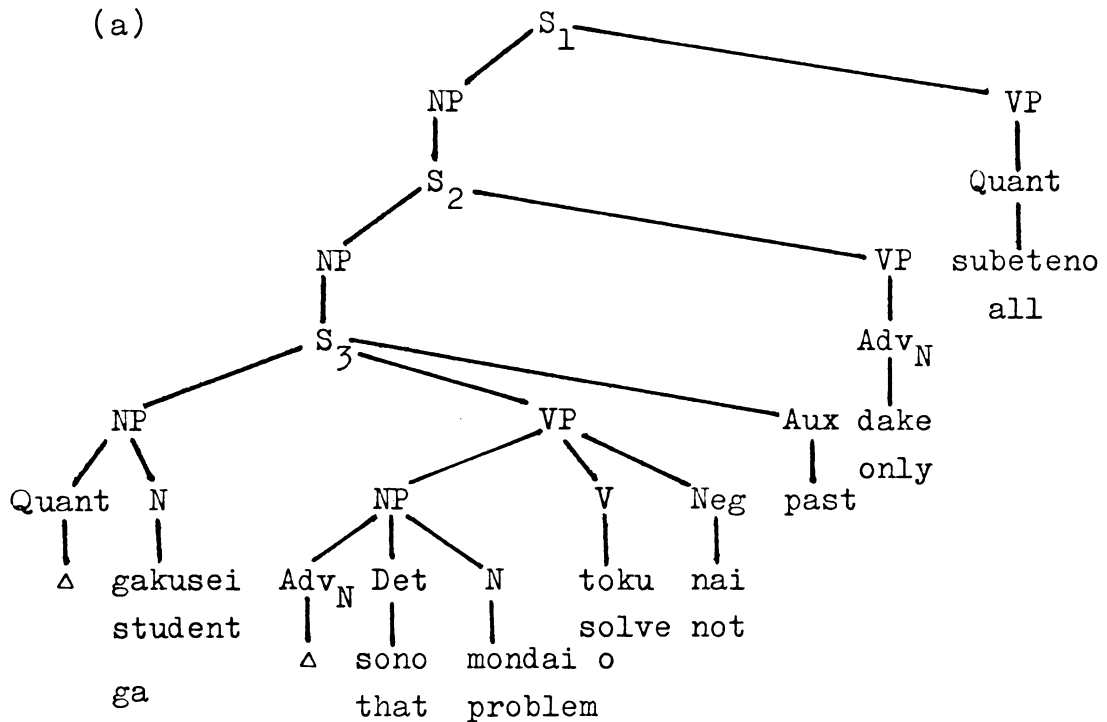 (a)
S1
NP VP
S2 Quant
NP VP subeteno
all
S3 AdvN
NP VP Aux dake
only
Quant N NP V Neg past
△ gakusei AdvN Det N toku nai
student solve not
△ sono mondai o
ga that problem